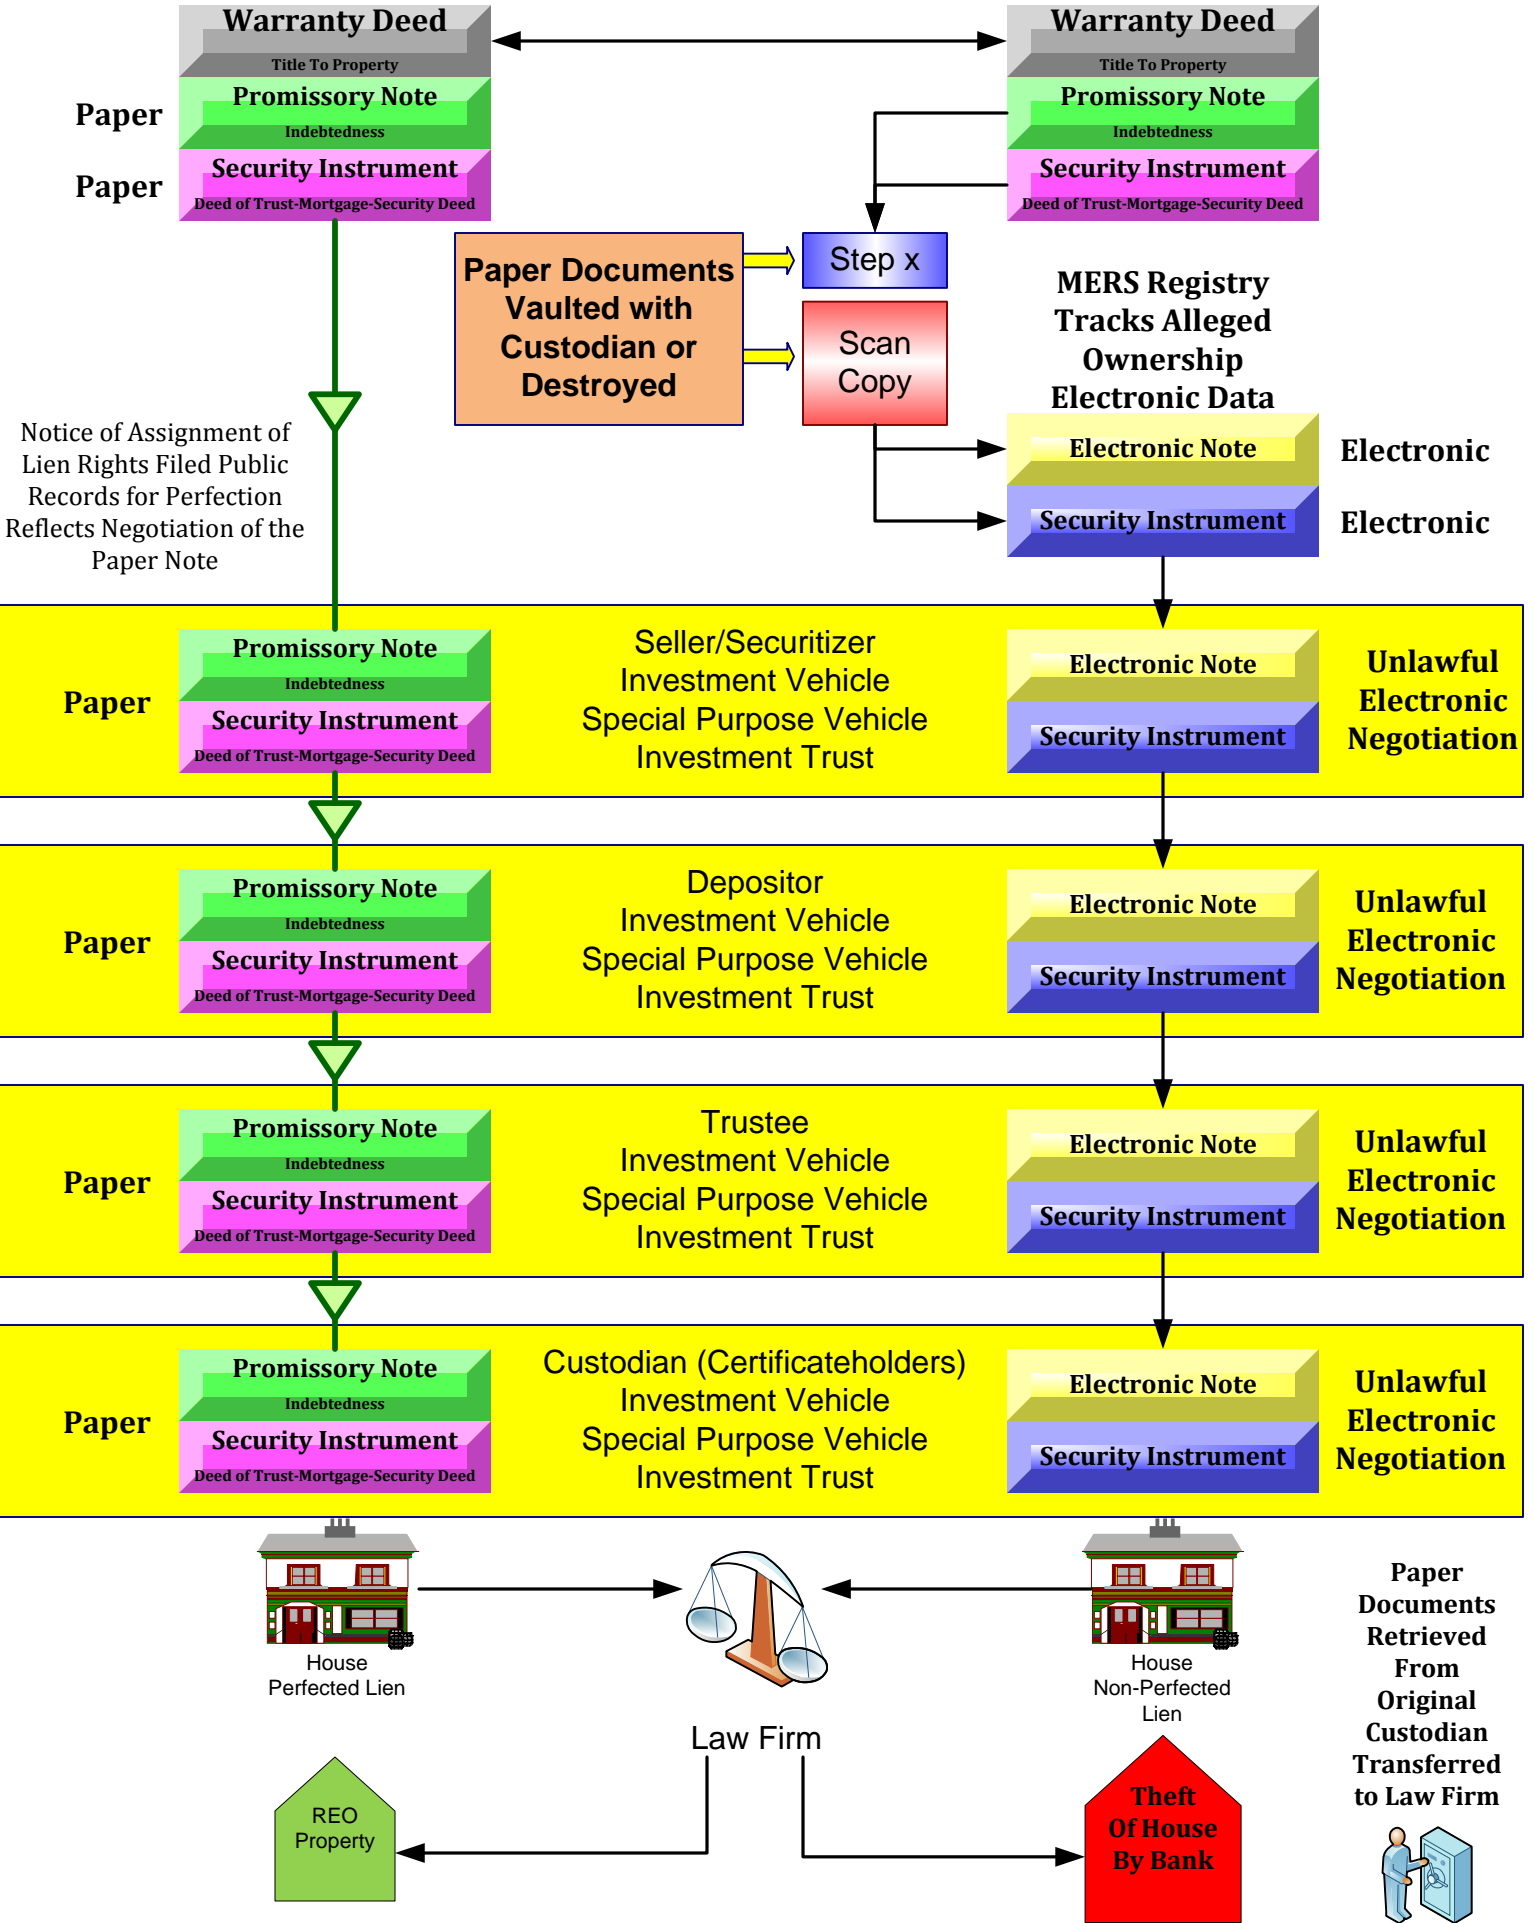 Warranty Deed
Title To Property
Paper
Promissory Note
Indebtedness
Paper
Security Instrument
Deed of Trust-Mortgage-Security Deed
Warranty Deed
Title To Property
Promissory Note
Indebtedness
Security Instrument
Deed of Trust-Mortgage-Security Deed
Paper Documents
Vaulted with
Custodian or
Destroyed
Step x
Scan
Copy
MERS Registry
Tracks Alleged
Ownership
Electronic Data
Electronic Note
Electronic
Security Instrument
Electronic
Notice of Assignment of
Lien Rights Filed Public
Records for Perfection
Reflects Negotiation of the
Paper Note
Paper
Promissory Note
Indebtedness
Security Instrument
Deed of Trust-Mortgage-Security Deed
Seller/Securitizer
Investment Vehicle
Special Purpose Vehicle
Investment Trust
Electronic Note
Security Instrument
Unlawful
Electronic
Negotiation
Paper
Promissory Note
Indebtedness
Security Instrument
Deed of Trust-Mortgage-Security Deed
Depositor
Investment Vehicle
Special Purpose Vehicle
Investment Trust
Electronic Note
Security Instrument
Unlawful
Electronic
Negotiation
Paper
Promissory Note
Indebtedness
Security Instrument
Deed of Trust-Mortgage-Security Deed
Trustee
Investment Vehicle
Special Purpose Vehicle
Investment Trust
Electronic Note
Security Instrument
Unlawful
Electronic
Negotiation
Paper
Promissory Note
Indebtedness
Security Instrument
Deed of Trust-Mortgage-Security Deed
Custodian (Certificateholders)
Investment Vehicle
Special Purpose Vehicle
Investment Trust
Electronic Note
Security Instrument
Unlawful
Electronic
Negotiation
House
Perfected Lien
Law Firm
House
Non-Perfected
Lien
Paper
Documents
Retrieved
From
Original
Custodian
Transferred
to Law Firm
REO
Property
Theft
Of House
By Bank